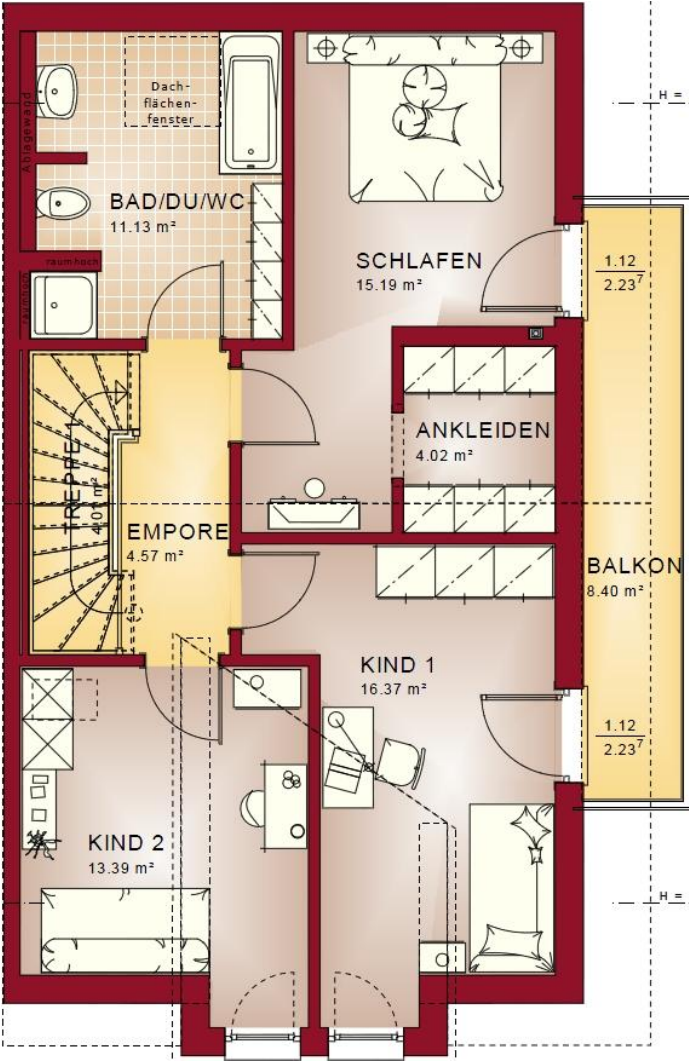 Dach-
flächen-
fenster
H =
Ablagewand
BAD/DU/WC
11.13 m²
SCHLAFEN
15.19 m²
1.12
2.23⁷
raumhoch
raumhoch
ANKLEIDEN
4.02 m²
TREPPE 1
4.01 m²
EMPORE
4.57 m²
BALKON
8.40 m²
KIND 1
16.37 m²
1.12
2.23⁷
KIND 2
13.39 m²
H =